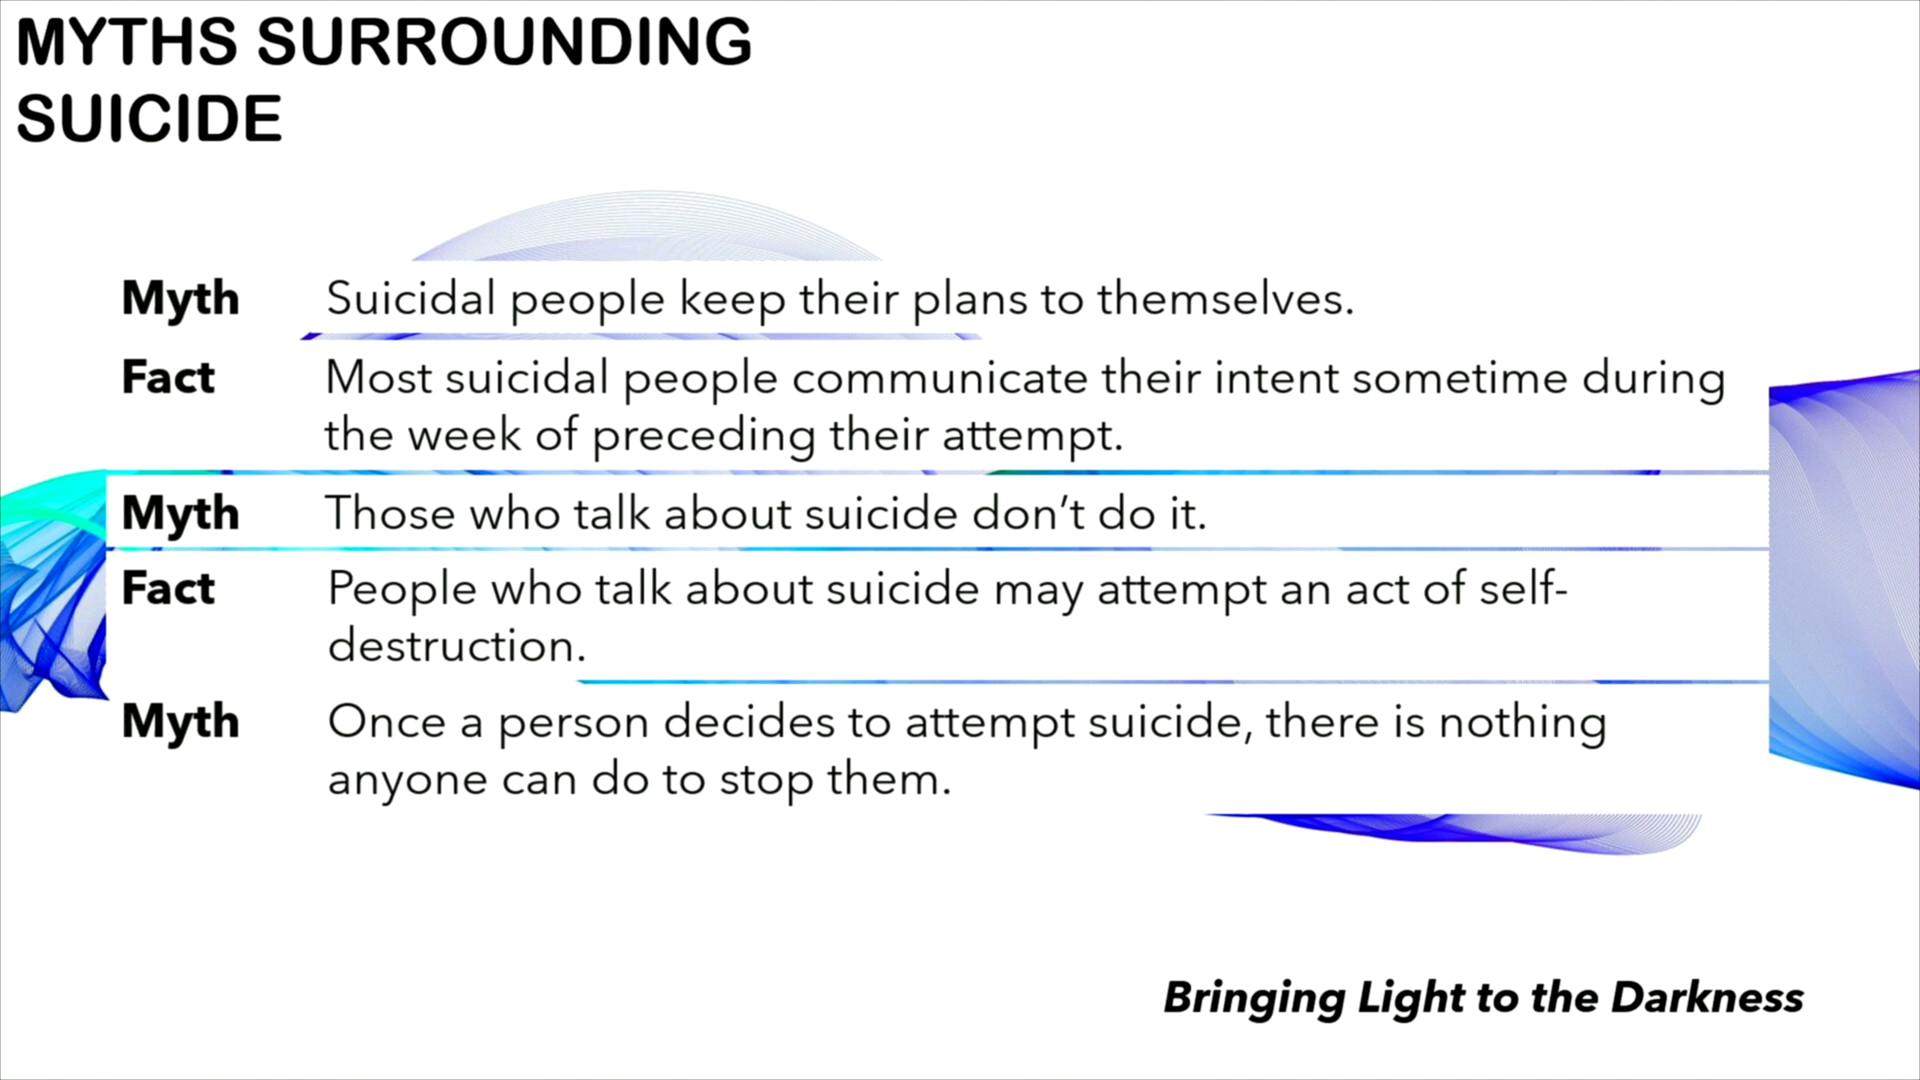 MYTHS SURROUNDING
SUICIDE
Myth Suicidal people keep their plans to themselves.
Fact Most suicidal people communicate their intent sometime during
the week of preceding their attempt.
Myth Those who talk about suicide don’t do it.
Fact People who talk about suicide may attempt an act of self-
destruction.
Myth Once a person decides to attempt suicide, there is nothing
anyone can do to stop them.
Bringing Light to the Darkness